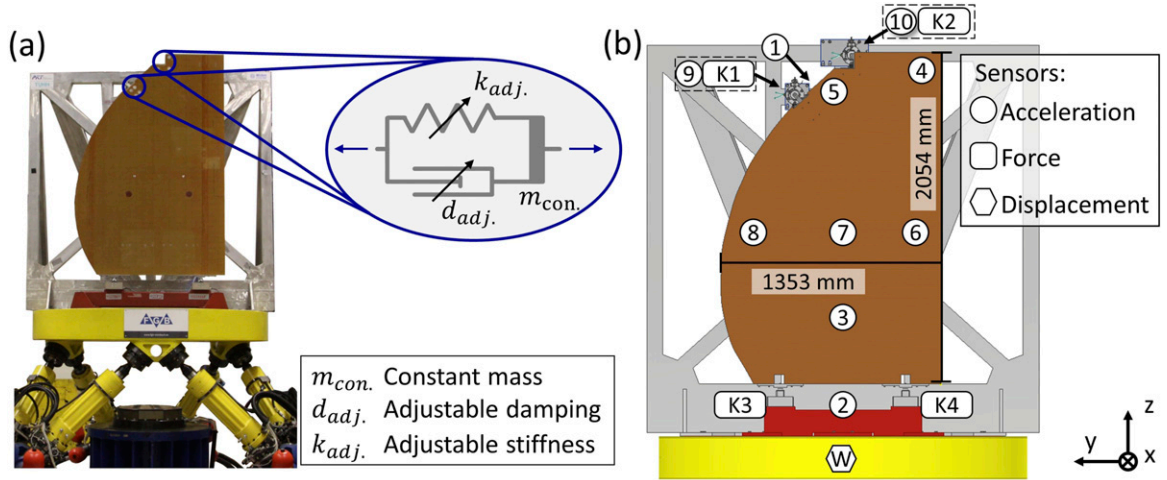 (a)
k_adj.
d_adj.
m_con.
FGB
m_con. Constant mass
d_adj. Adjustable damping
k_adj. Adjustable stiffness
(b)
10 K2
1
9 K1
5
4
2054 mm
8 7 6
1353 mm
3
K3 2 K4
W
Sensors:
Acceleration
Force
Displacement
z
y
x